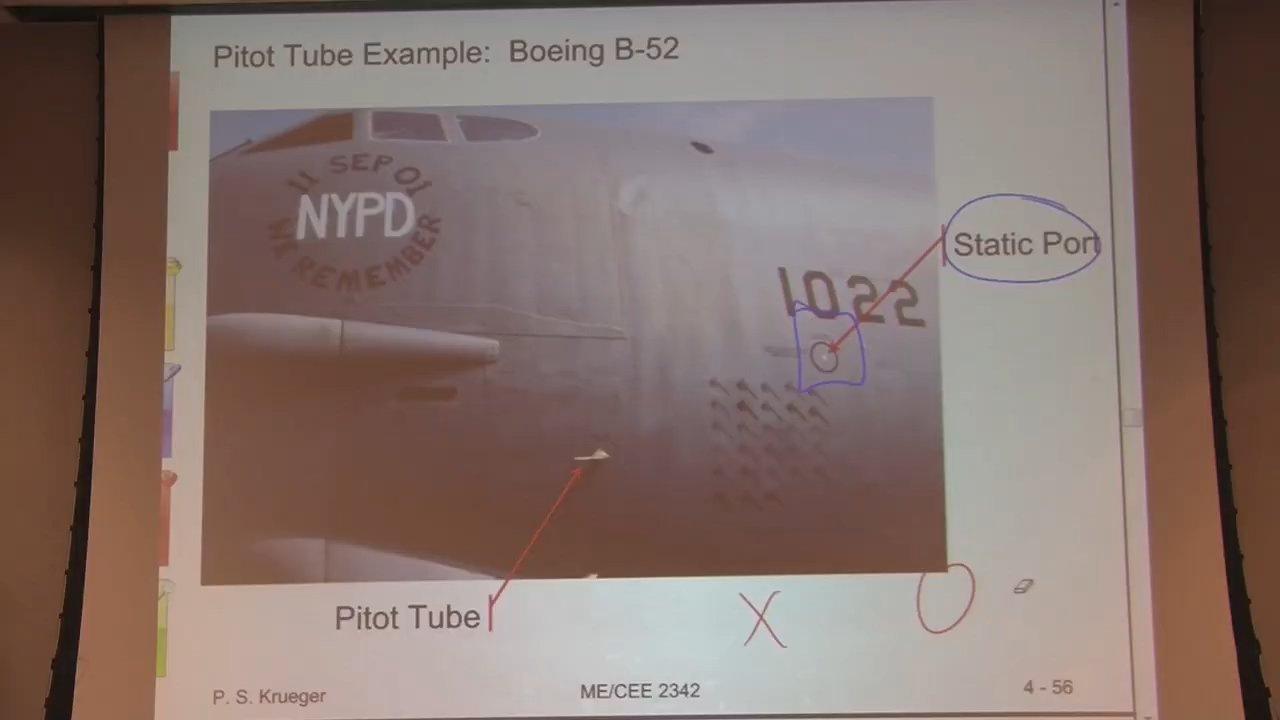 Pitot Tube Example: Boeing B-52
11 SEP 01
NYPD
WE REMEMBER
Static Port
1022
Pitot Tube
X
O
P. S. Krueger
ME/CEE 2342
4 - 56